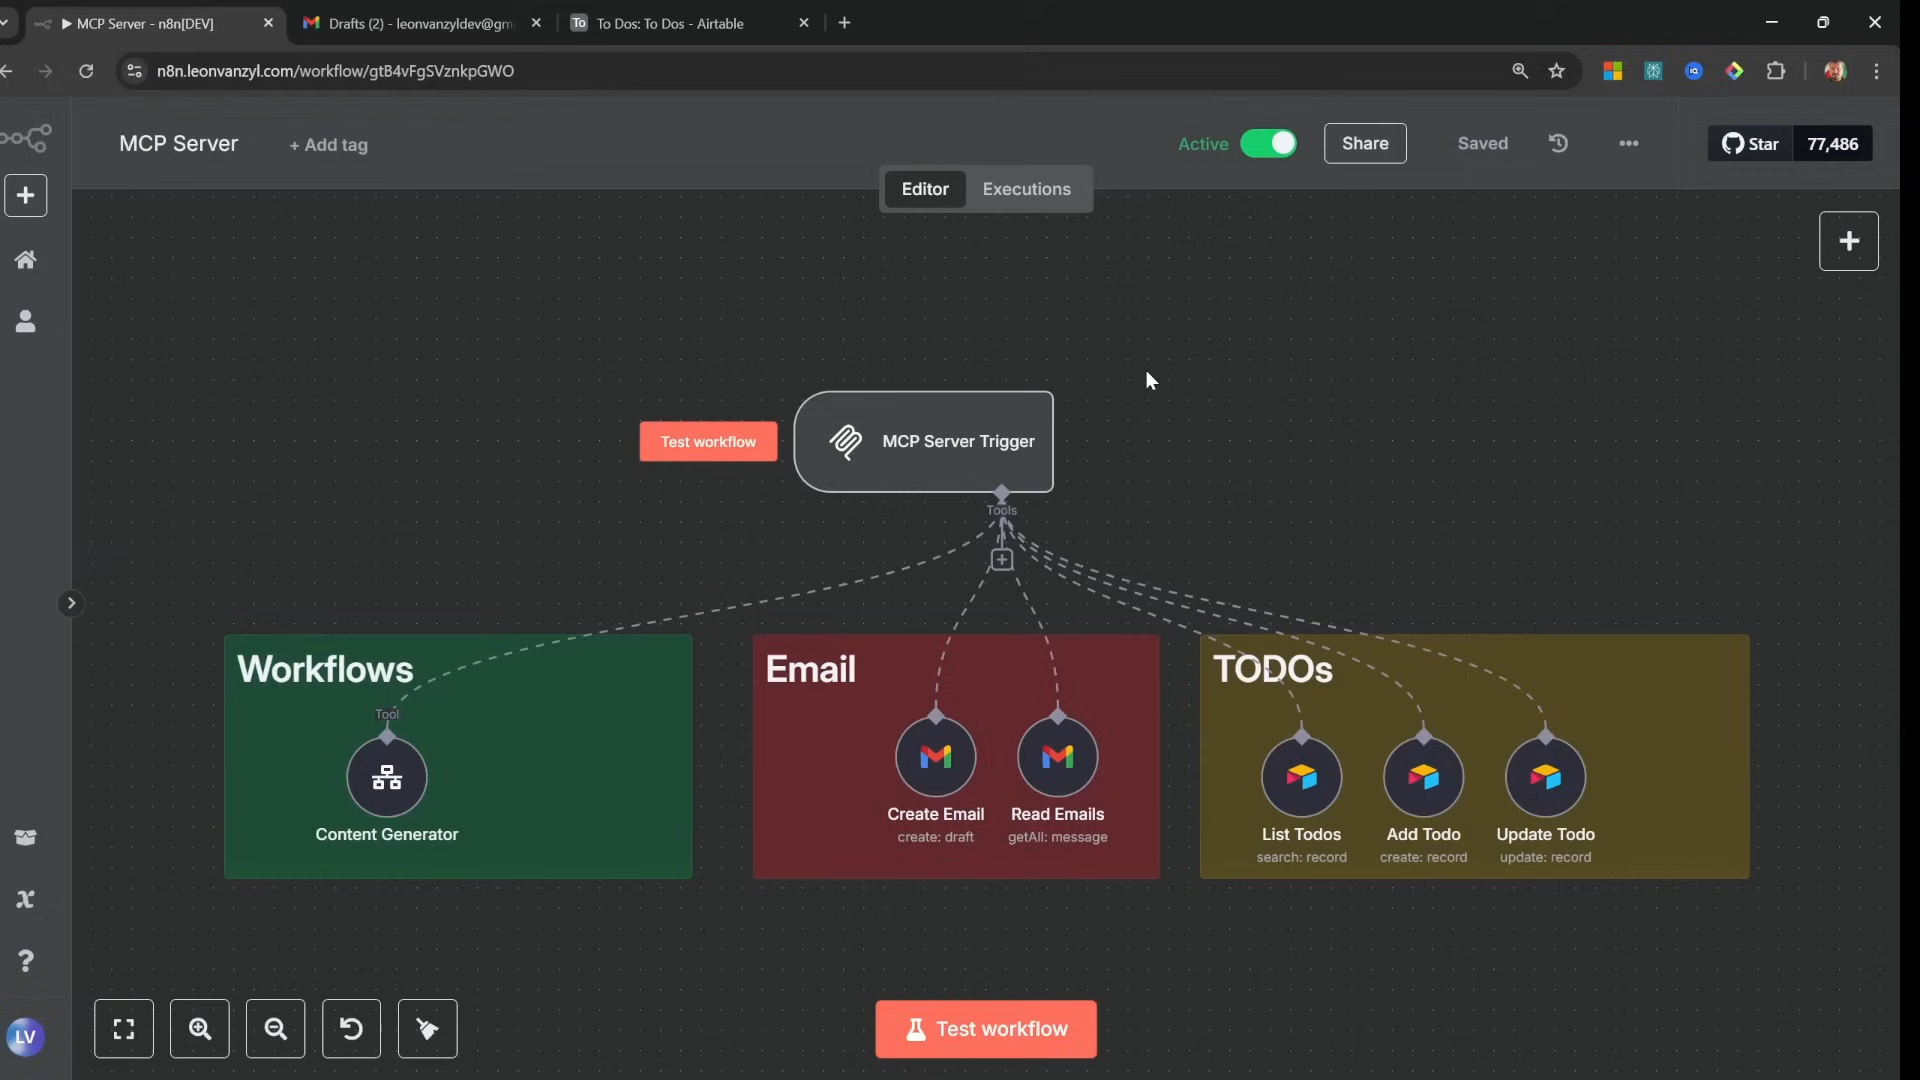 MCP Server - n8n[DEV]
Drafts (2) - leonvanzyldev@gm
To
To Dos: To Dos - Airtable
n8n.leonvanzyl.com/workflow/gtB4vFgSVznkpGWO
MCP Server
+ Add tag
Active
Share
Saved
Star
77,486
Editor
Executions
Test workflow
MCP Server Trigger
Tools
Workflows
Email
TODOs
Tool
Content Generator
Create Email
create: draft
Read Emails
getAll: message
List Todos
search: record
Add Todo
create: record
Update Todo
update: record
LV
Test workflow